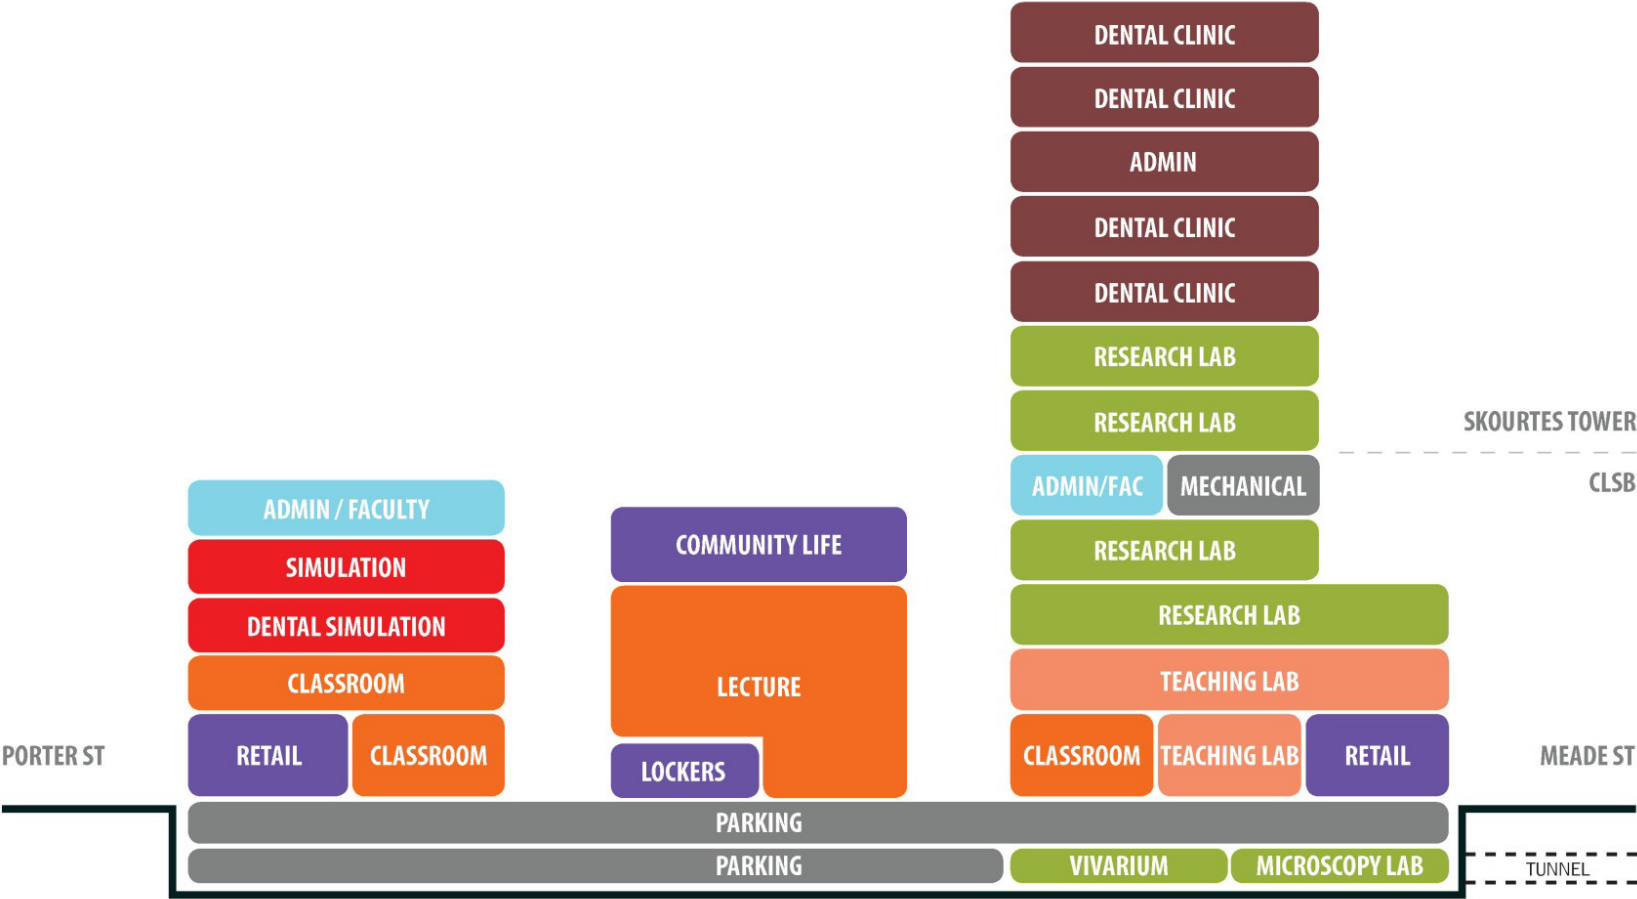 DENTAL CLINIC
DENTAL CLINIC
ADMIN
DENTAL CLINIC
DENTAL CLINIC
RESEARCH LAB
RESEARCH LAB
SKOURTES TOWER
ADMIN/FAC MECHANICAL
CLSB
ADMIN / FACULTY
COMMUNITY LIFE
RESEARCH LAB
SIMULATION
RESEARCH LAB
DENTAL SIMULATION
CLASSROOM
LECTURE
TEACHING LAB
PORTER ST
RETAIL CLASSROOM
LOCKERS
CLASSROOM TEACHING LAB RETAIL
MEADE ST
PARKING
PARKING
VIVARIUM MICROSCOPY LAB
TUNNEL